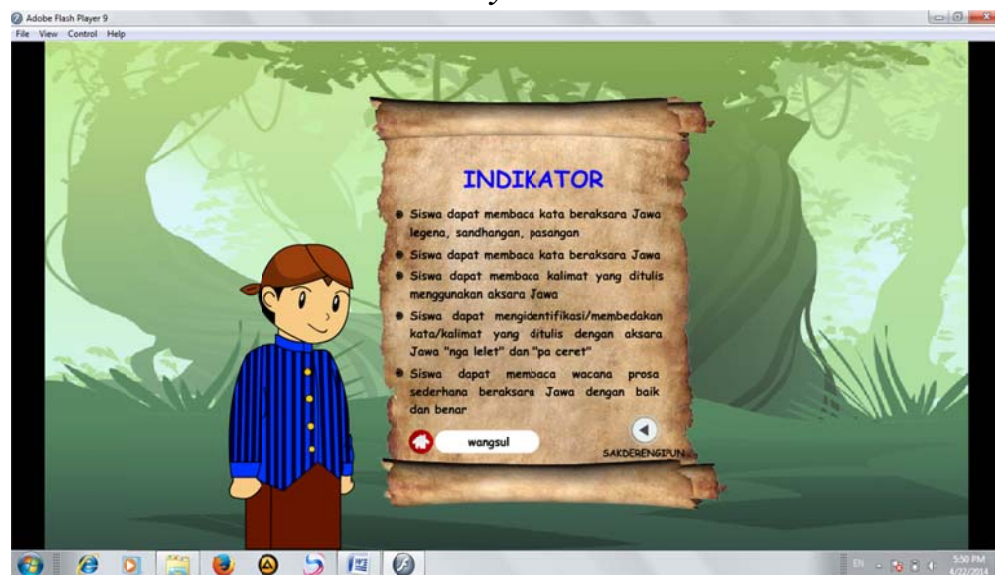 Adobe Flash Player 9
File View Control Help
INDIKATOR
Siswa dapat membaca kata beraksara Jawa
legena, sandhangan, pasangan
Siswa dapat membaca kata beraksara Jawa
Siswa dapat membaca kalimat yang ditulis
menggunakan aksara Jawa
Siswa dapat mengidentifikasi/membedakan
kata/kalimat yang ditulis dengan aksara
Jawa "nga lelet" dan "pa ceret"
Siswa dapat membaca wacana prosa
sederhana beraksara Jawa dengan baik
dan benar
wangsul
SAKDERENGIPUN
EN
5:50 PM
4/22/2014